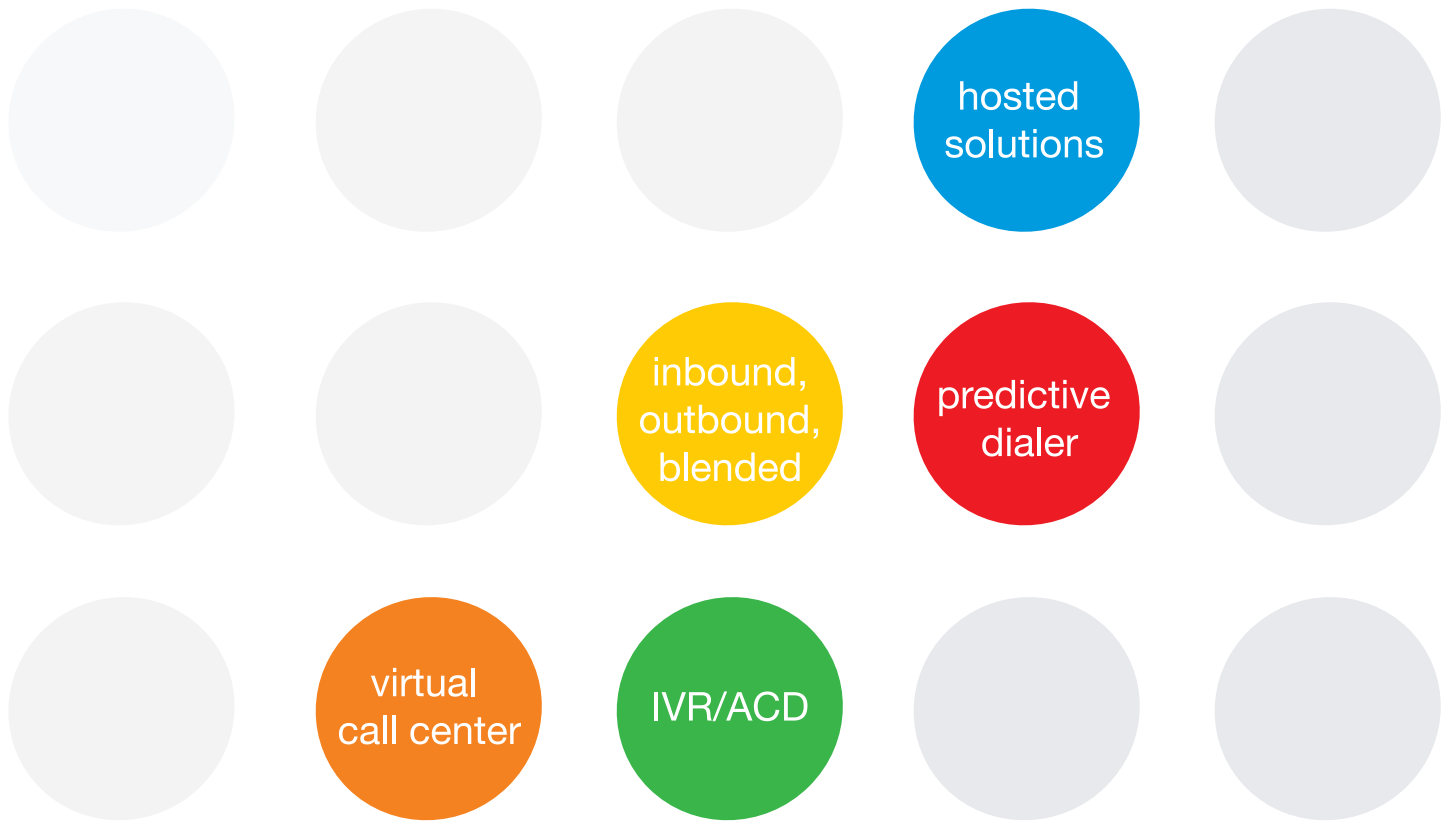 hosted
solutions
inbound,
outbound,
blended
predictive
dialer
virtual
call center
IVR/ACD